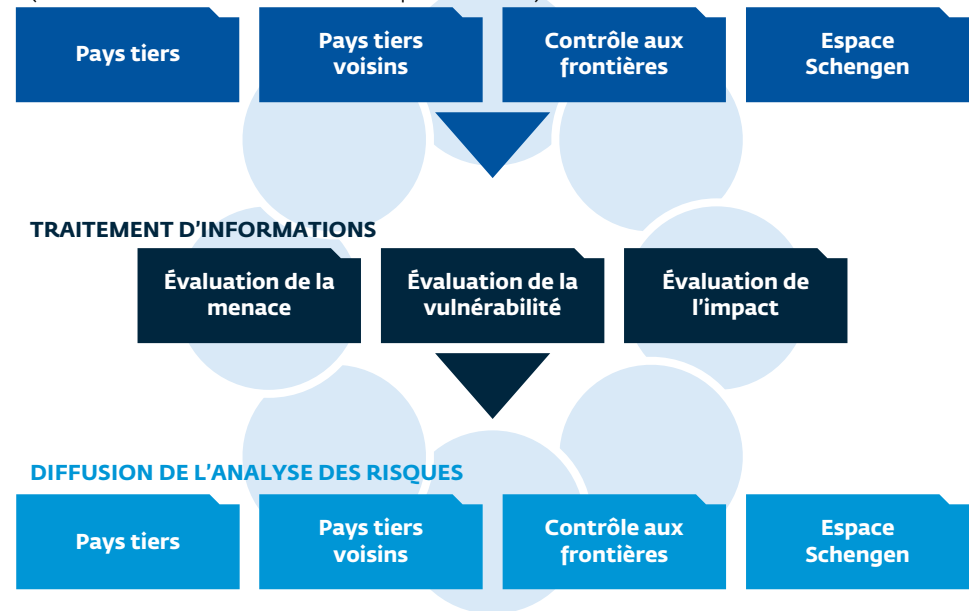 Pays tiers
Pays tiers
voisins
Contrôle aux
frontières
Espace
Schengen
TRAITEMENT D'INFORMATIONS
Évaluation de la
menace
Évaluation de la
vulnérabilité
Évaluation de
l'impact
DIFFUSION DE L'ANALYSE DES RISQUES
Pays tiers
Pays tiers
voisins
Contrôle aux
frontières
Espace
Schengen